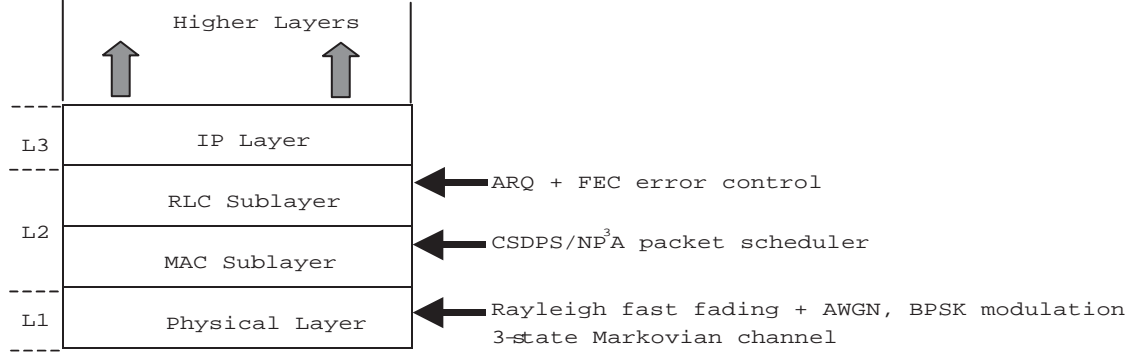 Higher Layers
L3
IP Layer
RLC Sublayer
ARQ + FEC error control
L2
MAC Sublayer
CSDPS/NP³A packet scheduler
L1
Physical Layer
Rayleigh fast fading + AWGN, BPSK modulation
3-state Markovian channel